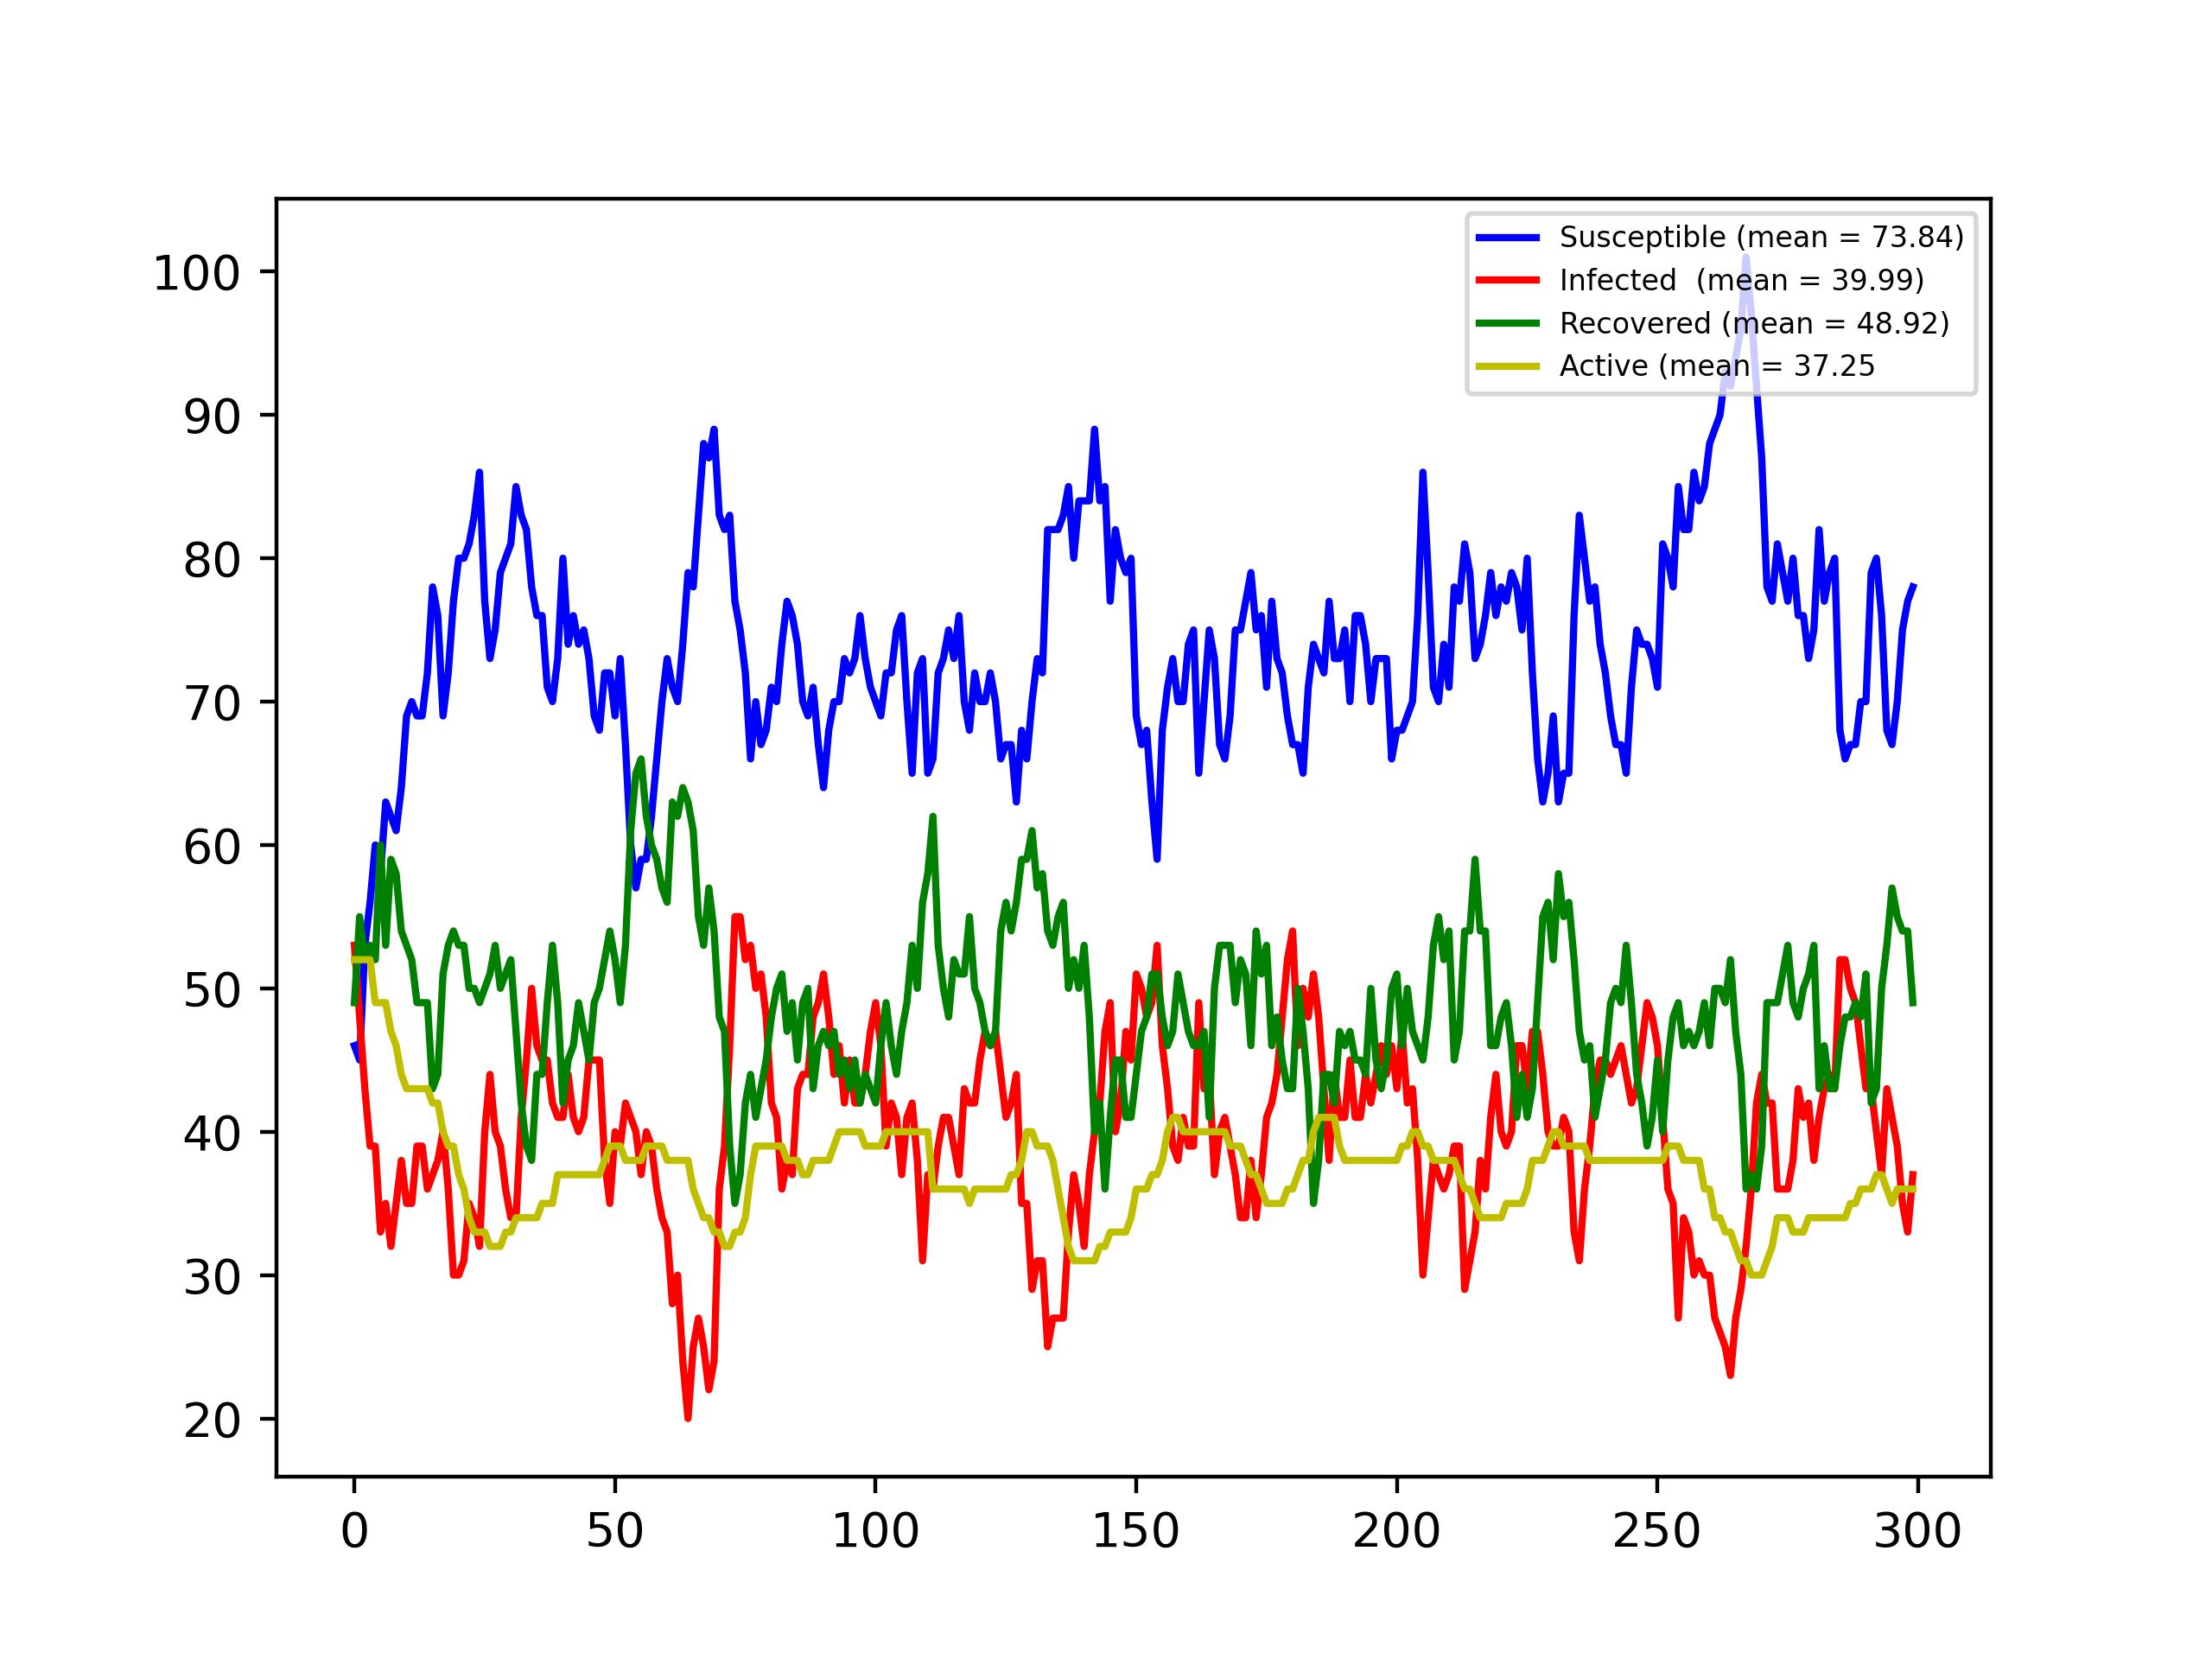 Susceptible (mean = 73.84)
Infected  (mean = 39.99)
Recovered (mean = 48.92)
Active (mean = 37.25
100
90
80
70
60
50
40
30
20
0 50 100 150 200 250 300